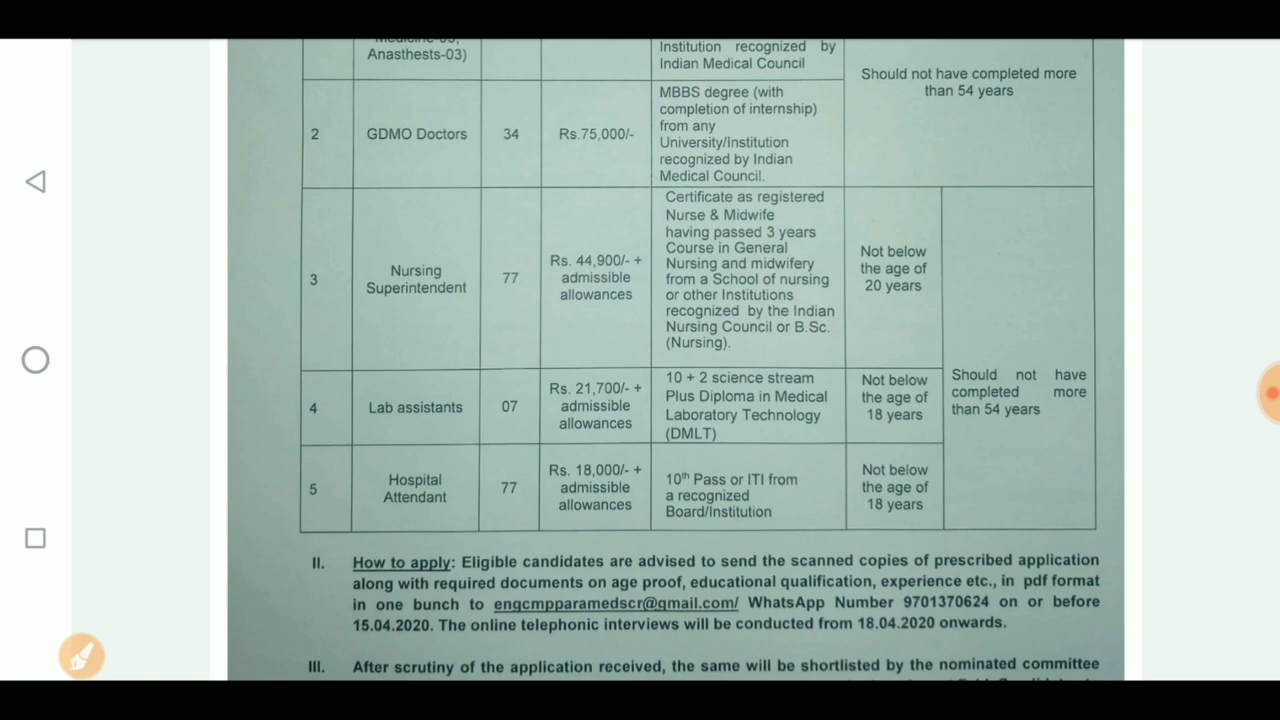 Medicine-03,
Anasthests-03)
Institution recognized by
Indian Medical Council
Should not have completed more
than 54 years
2
GDMO Doctors
34
Rs.75,000/-
MBBS degree (with
completion of internship)
from any
University/Institution
recognized by Indian
Medical Council.
3
Nursing
Superintendent
77
Rs. 44,900/- +
admissible
allowances
Certificate as registered
Nurse & Midwife
having passed 3 years
Course in General
Nursing and midwifery
from a School of nursing
or other Institutions
recognized by the Indian
Nursing Council or B.Sc.
(Nursing).
Not below
the age of
20 years
Should not have
completed more
than 54 years
4
Lab assistants
07
Rs. 21,700/- +
admissible
allowances
10 + 2 science stream
Plus Diploma in Medical
Laboratory Technology
(DMLT)
Not below
the age of
18 years
5
Hospital
Attendant
77
Rs. 18,000/- +
admissible
allowances
10th Pass or ITI from
a recognized
Board/Institution
Not below
the age of
18 years
II. How to apply: Eligible candidates are advised to send the scanned copies of prescribed application
along with required documents on age proof, educational qualification, experience etc., in pdf format
in one bunch to engcmpparamedscr@gmail.com/ WhatsApp Number 9701370624 on or before
15.04.2020. The online telephonic interviews will be conducted from 18.04.2020 onwards.
III. After scrutiny of the application received, the same will be shortlisted by the nominated committee